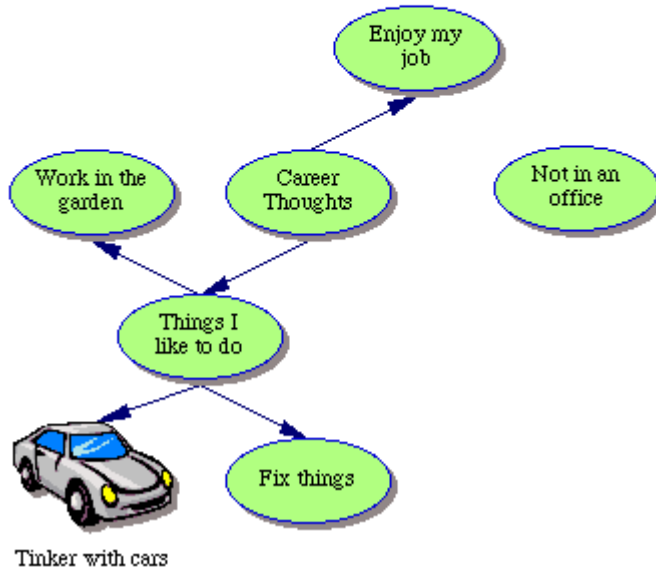 Enjoy my
job
Work in the
garden
Career
Thoughts
Not in an
office
Things I
like to do
Fix things
Tinker with cars